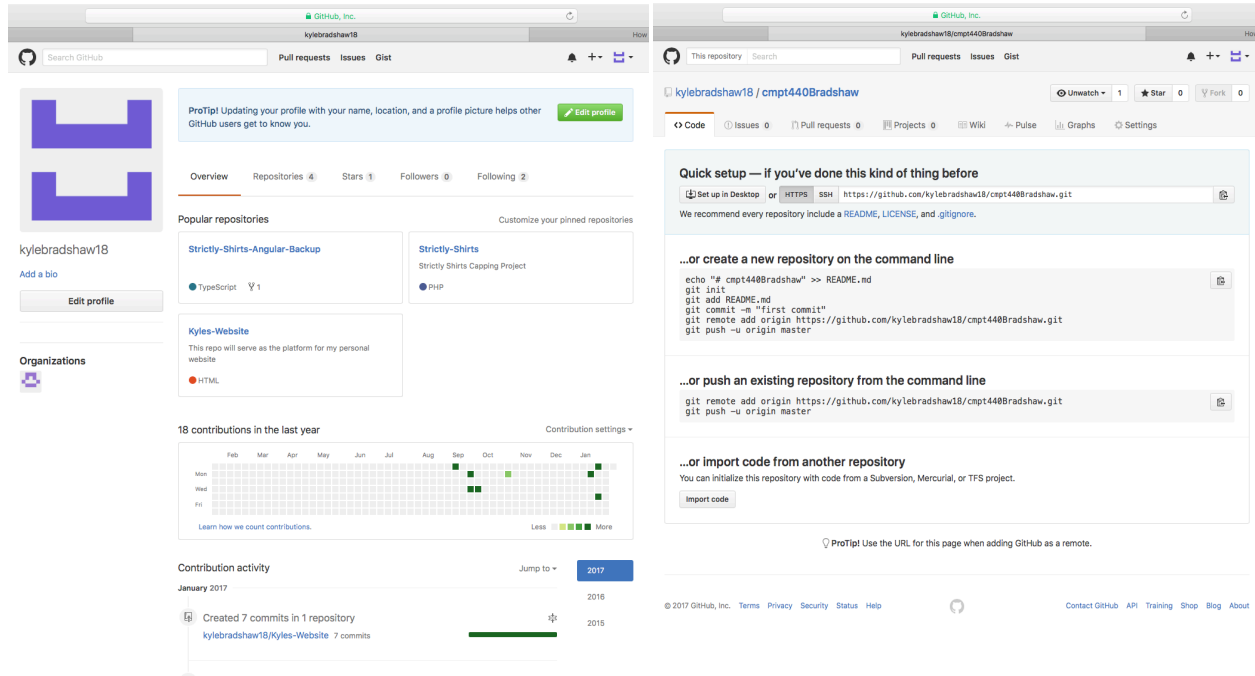 GitHub, Inc.
kylebradshaw18
How
Search GitHub
Pull requests Issues Gist
ProTip! Updating your profile with your name, location, and a profile picture helps other
GitHub users get to know you.
Edit profile
Overview Repositories 4 Stars 1 Followers 0 Following 2
Popular repositories
Customize your pinned repositories
Strictly-Shirts-Angular-Backup
TypeScript 1
Strictly-Shirts
Strictly Shirts Capping Project
PHP
Kyles-Website
This repo will serve as the platform for my personal
website
HTML
kylebradshaw18
Add a bio
Edit profile
Organizations
18 contributions in the last year
Contribution settings
Feb Mar Apr May Jun Jul Aug Sep Oct Nov Dec Jan
Mon
Wed
Fri
Learn how we count contributions.
Less More
Contribution activity
Jump to
2017
2016
2015
January 2017
Created 7 commits in 1 repository
kylebradshaw18/Kyles-Website 7 commits
GitHub, Inc.
kylebradshaw18/cmpt440Bradshaw
How
This repository Search
Pull requests Issues Gist
kylebradshaw18 / cmpt440Bradshaw
Unwatch 1 Star 0 Fork 0
Code Issues 0 Pull requests 0 Projects 0 Wiki Pulse Graphs Settings
Quick setup — if you've done this kind of thing before
Set up in Desktop or HTTPS SSH https://github.com/kylebradshaw18/cmpt440Bradshaw.git
We recommend every repository include a README, LICENSE, and .gitignore.
...or create a new repository on the command line
echo "# cmpt440Bradshaw" >> README.md
git init
git add README.md
git commit -m "first commit"
git remote add origin https://github.com/kylebradshaw18/cmpt440Bradshaw.git
git push -u origin master
...or push an existing repository from the command line
git remote add origin https://github.com/kylebradshaw18/cmpt440Bradshaw.git
git push -u origin master
...or import code from another repository
You can initialize this repository with code from a Subversion, Mercurial, or TFS project.
Import code
ProTip! Use the URL for this page when adding GitHub as a remote.
© 2017 GitHub, Inc. Terms Privacy Security Status Help
Contact GitHub API Training Shop Blog About